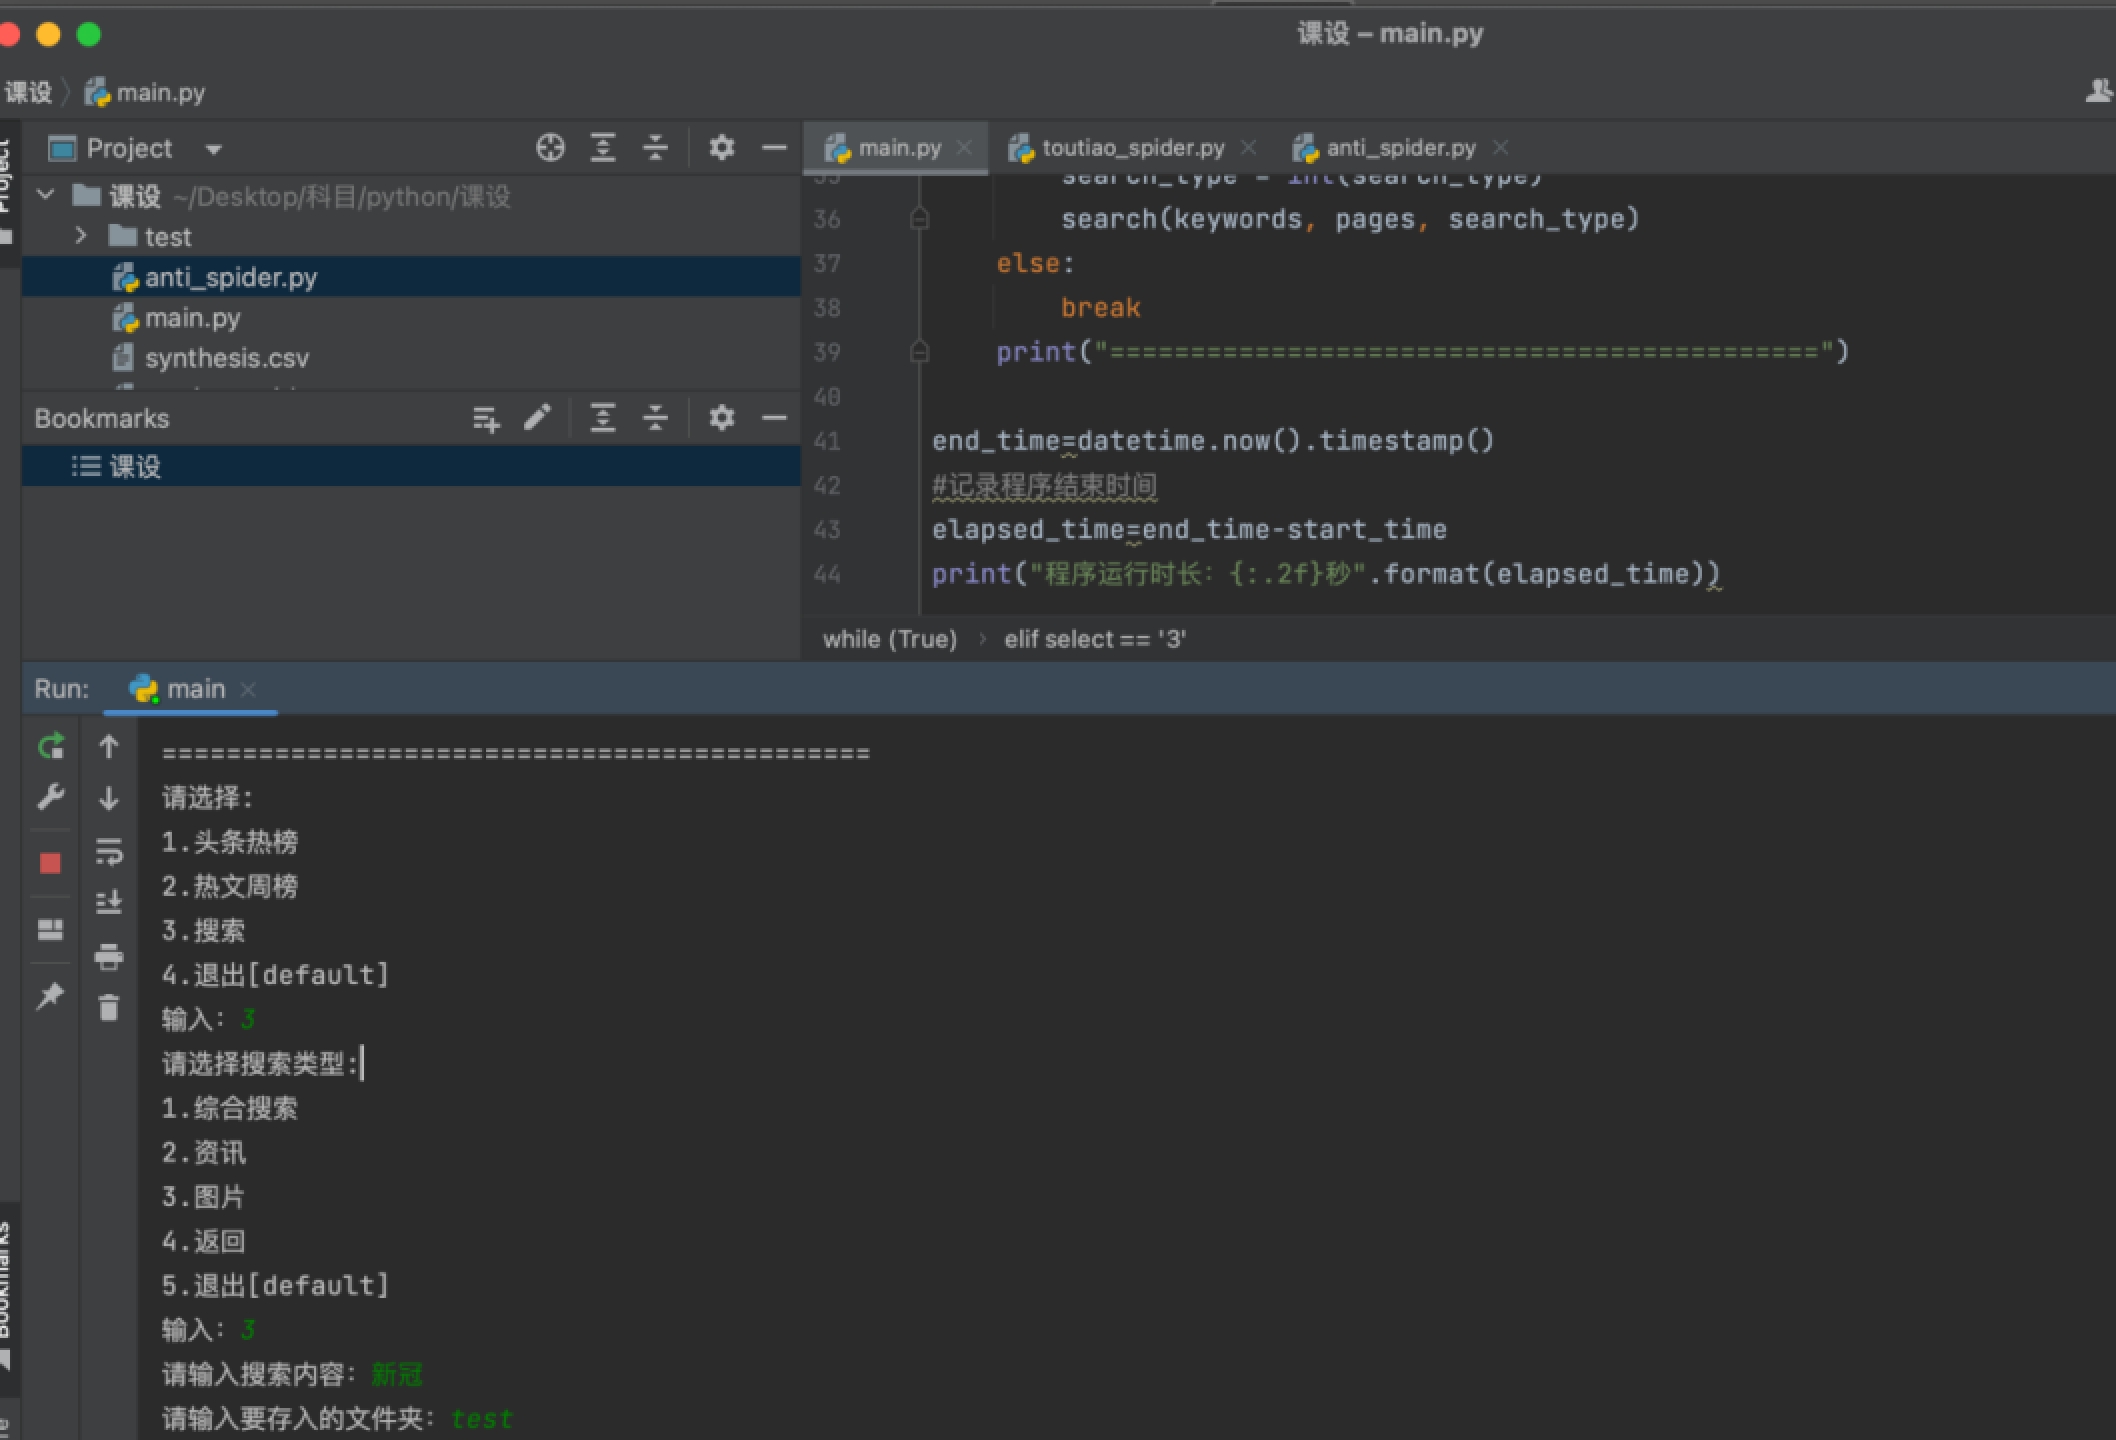 课设 – main.py
课设 main.py
Project
Project
课设 ~/Desktop/科目/python/课设
test
anti_spider.py
main.py
synthesis.csv
Bookmarks
课设
main.py
toutiao_spider.py
anti_spider.py
35 search_type = int(search_type)
36 search(keywords, pages, search_type)
37 else:
38 break
39 print("============================================")
40
41 end_time=datetime.now().timestamp()
42 #记录程序结束时间
43 elapsed_time=end_time-start_time
44 print("程序运行时长: {:.2f}秒".format(elapsed_time))
while (True) › elif select == '3'
Run: main
============================================
请选择:
1.头条热榜
2.热文周榜
3.搜索
4.退出[default]
输入: 3
请选择搜索类型:
1.综合搜索
2.资讯
3.图片
4.返回
5.退出[default]
输入: 3
请输入搜索内容: 新冠
请输入要存入的文件夹: test
Bookmarks